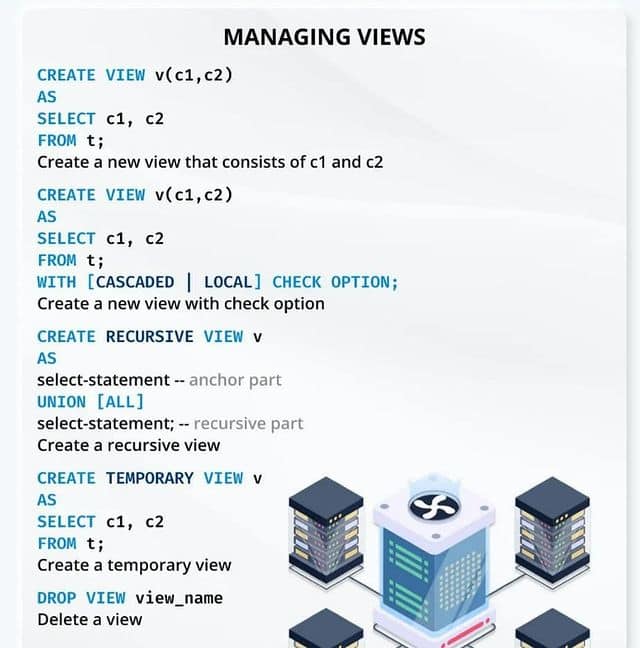 MANAGING VIEWS
CREATE VIEW v(c1,c2)
AS
SELECT c1, c2
FROM t;
Create a new view that consists of c1 and c2
CREATE VIEW v(c1,c2)
AS
SELECT c1, c2
FROM t;
WITH [CASCADED | LOCAL] CHECK OPTION;
Create a new view with check option
CREATE RECURSIVE VIEW v
AS
select-statement -- anchor part
UNION [ALL]
select-statement; -- recursive part
Create a recursive view
CREATE TEMPORARY VIEW v
AS
SELECT c1, c2
FROM t;
Create a temporary view
DROP VIEW view_name
Delete a view